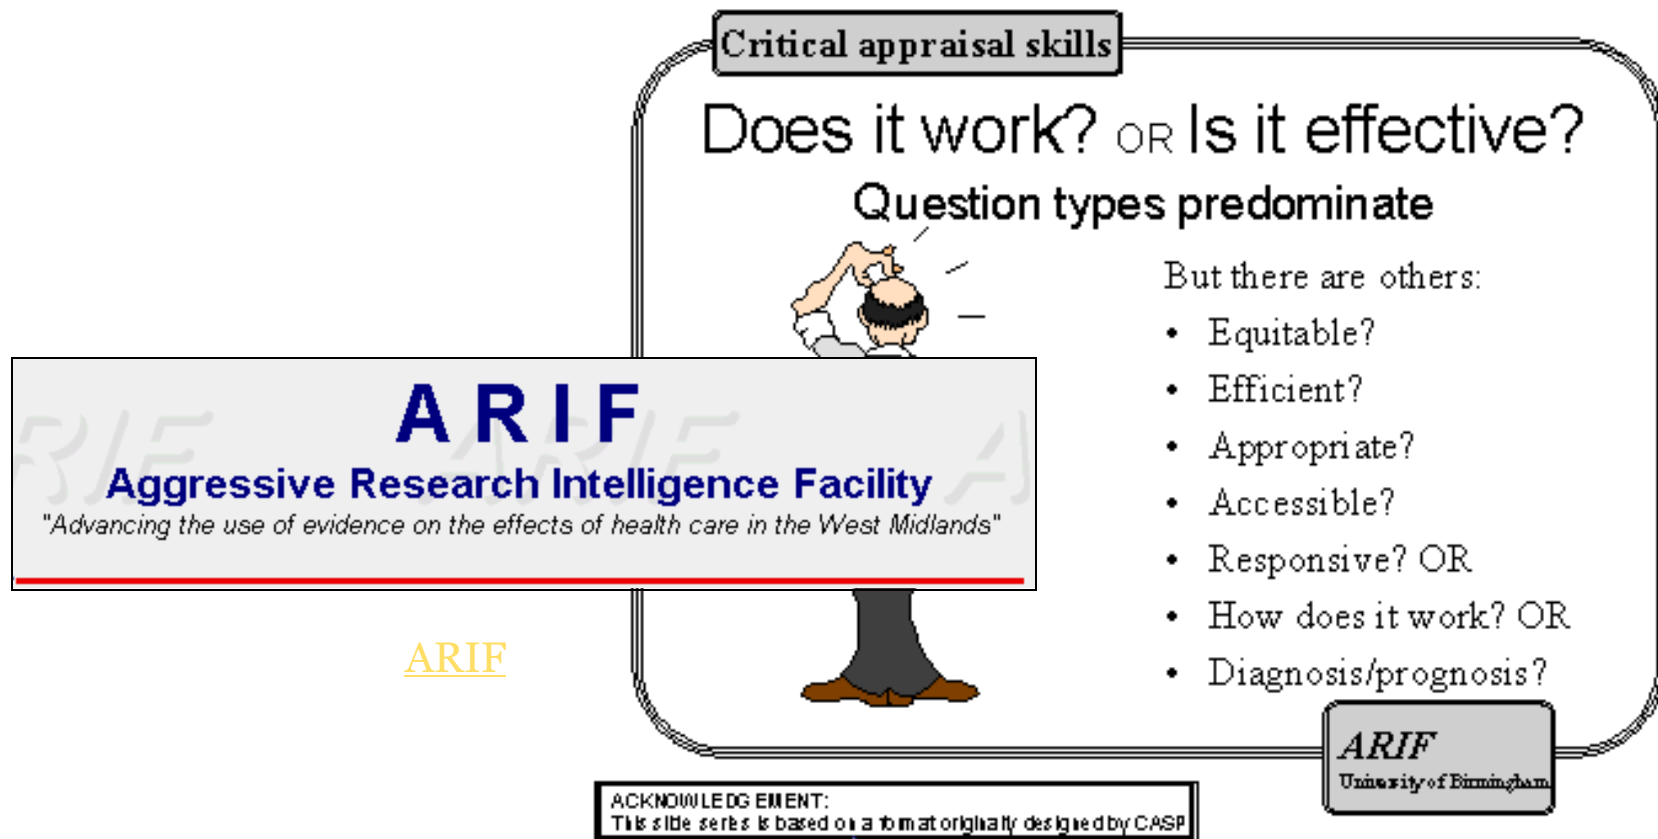 Critical appraisal skills
Does it work? OR Is it effective?
Question types predominate
But there are others:
• Equitable?
• Efficient?
• Appropriate?
• Accessible?
• Responsive? OR
• How does it work? OR
• Diagnosis/prognosis?
ARIF
University of Birmingham
A R I F
Aggressive Research Intelligence Facility
"Advancing the use of evidence on the effects of health care in the West Midlands"
ARIF
ACKNOWLEDGEMENT:
This slide series is based on a format originally designed by CASP